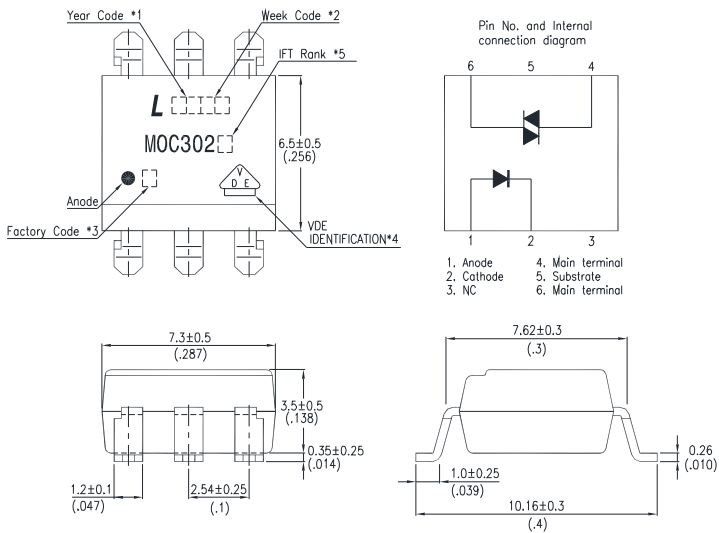 Year Code *1
Week Code *2
IFT Rank *5
L
MOC302
6.5±0.5
(.256)
V
D E
Anode
Factory Code *3
VDE
IDENTIFICATION*4
Pin No. and Internal
connection diagram
6 5 4
1 2 3
1. Anode 4. Main terminal
2. Cathode 5. Substrate
3. NC 6. Main terminal
7.3±0.5
(.287)
3.5±0.5
(.138)
0.35±0.25
(.014)
1.2±0.1
(.047)
2.54±0.25
(.1)
7.62±0.3
(.3)
0.26
(.010)
1.0±0.25
(.039)
10.16±0.3
(.4)